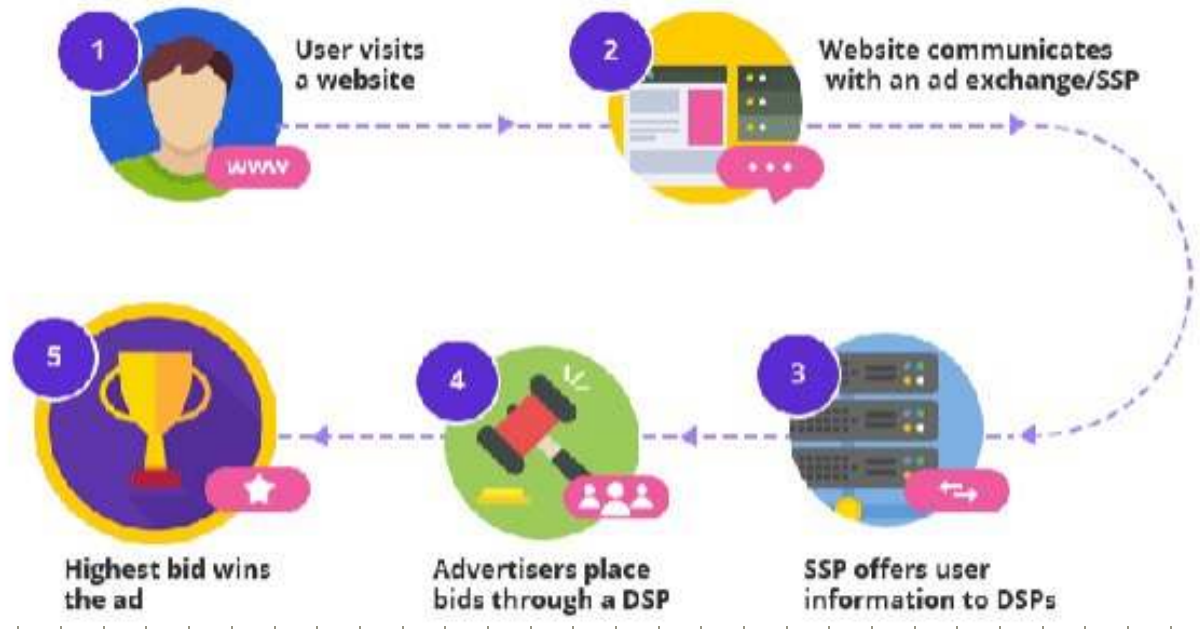 1
User visits
a website
www
2
Website communicates
with an ad exchange/SSP
3
SSP offers user
information to DSPs
4
Advertisers place
bids through a DSP
5
Highest bid wins
the ad